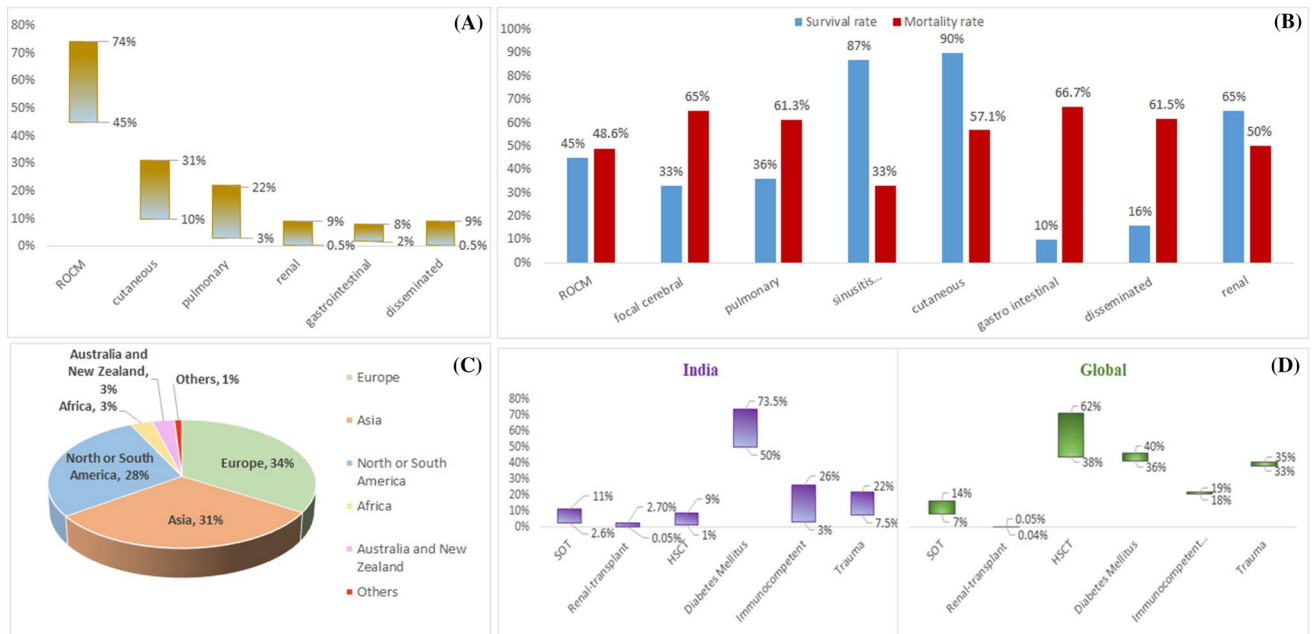 (A)
80%
70%
60%
50%
40%
30%
20%
10%
0%
74%
45%
31%
10%
22%
3%
9%
0.5%
8%
2%
9%
0.5%
ROCM
cutaneous
pulmonary
renal
gastrointestinal
disseminated
(B)
Survival rate Mortality rate
100%
90%
80%
70%
60%
50%
40%
30%
20%
10%
0%
45% 48.6%
33% 65%
36% 61.3%
87% 33%
90% 57.1%
10% 66.7%
16% 61.5%
65% 50%
ROCM
focal cerebral
pulmonary
sinusitis...
cutaneous
gastro intestinal
disseminated
renal
(C)
Australia and
New Zealand,
3%
Others, 1%
Africa, 3%
North or South
America, 28%
Europe, 34%
Asia, 31%
Europe
Asia
North or South
America
Africa
Australia and New
Zealand
Others
(D)
India
80%
70%
60%
50%
40%
30%
20%
10%
0%
11%
2.6%
2.70%
0.05%
9%
1%
73.5%
50%
26%
3%
22%
7.5%
SOT
Renal-transplant
HSCT
Diabetes Mellitus
Immunocompetent
Trauma
Global
14%
7%
0.05%
0.04%
62%
38%
40%
36%
19%
18%
35%
33%
SOT
Renal-transplant
HSCT
Diabetes Mellitus
Immunocompetent...
Trauma